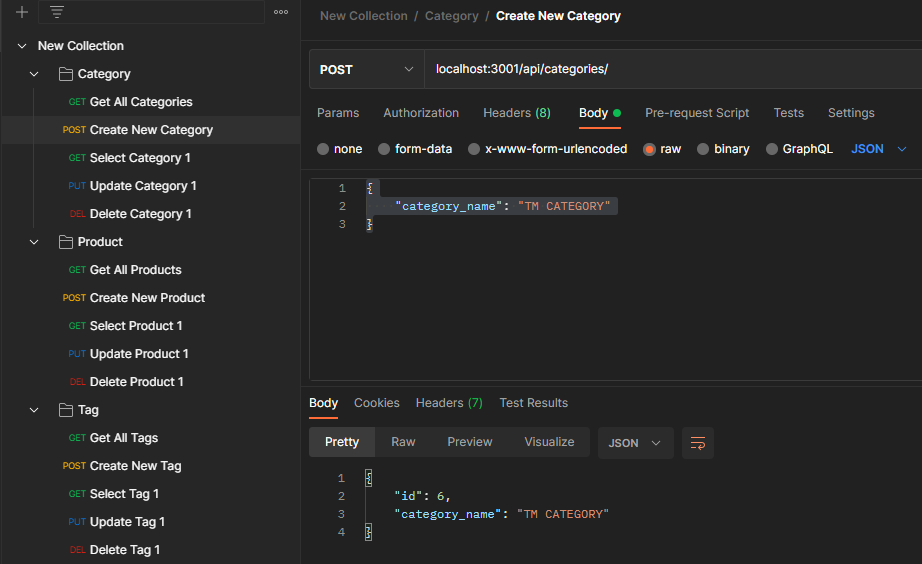 New Collection
Category
GET Get All Categories
POST Create New Category
GET Select Category 1
PUT Update Category 1
DEL Delete Category 1
Product
GET Get All Products
POST Create New Product
GET Select Product 1
PUT Update Product 1
DEL Delete Product 1
Tag
GET Get All Tags
POST Create New Tag
GET Select Tag 1
PUT Update Tag 1
DEL Delete Tag 1
New Collection / Category / Create New Category
POST localhost:3001/api/categories/
Params Authorization Headers (8) Body Pre-request Script Tests Settings
none form-data x-www-form-urlencoded raw binary GraphQL JSON
1 {
2 "category_name": "TM CATEGORY"
3 }
Body Cookies Headers (7) Test Results
Pretty Raw Preview Visualize JSON
1 {
2 "id": 6,
3 "category_name": "TM CATEGORY"
4 }